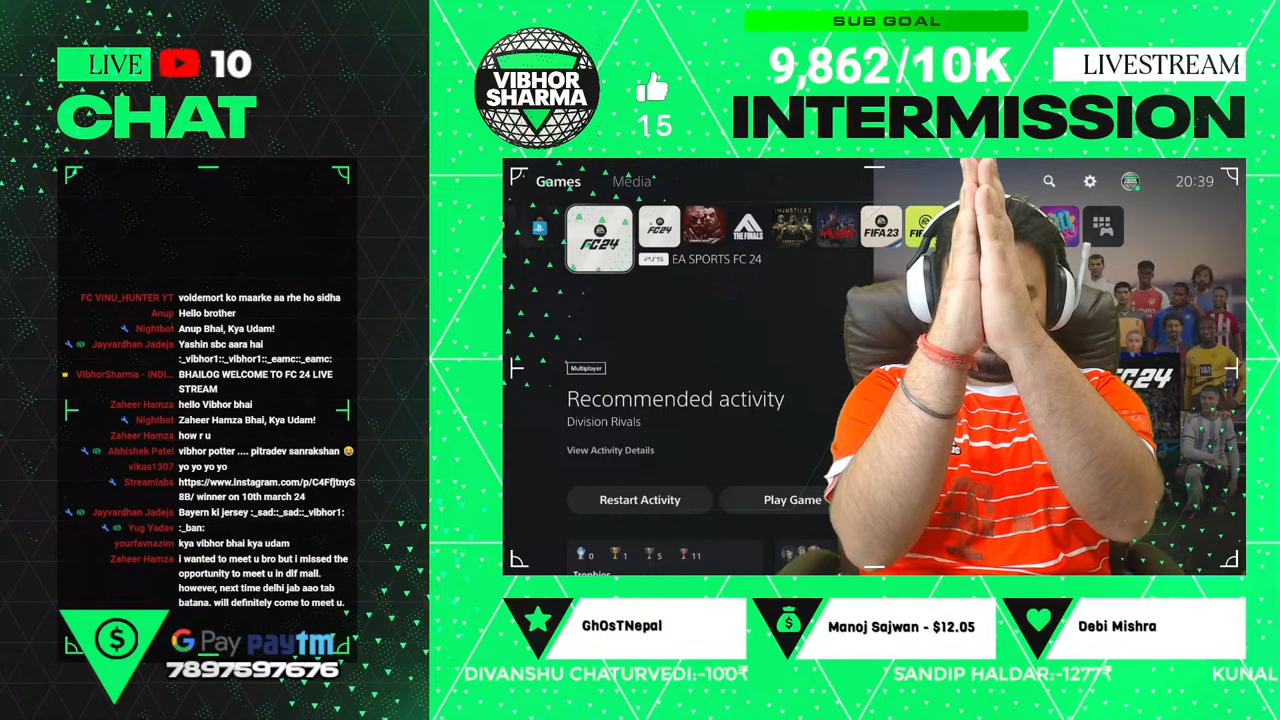 LIVE 10
CHAT
FC VINU_HUNTER YT voldemort ko maarke aa rhe ho sidha
Anup Hello brother
Nightbot Anup Bhai, Kya Udam!
Jayvardhan Jadeja Yashin sbc aara hai
:_vibhor1::_vibhor1::_eamc::_eamc:
VibhorSharma - INDI... BHAILOG WELCOME TO FC 24 LIVE
STREAM
Zaheer Hamza hello Vibhor bhai
Nightbot Zaheer Hamza Bhai, Kya Udam!
Zaheer Hamza how r u
Abhishek Patel vibhor potter .... pitradev sanrakshan 😂
vikas1307 yo yo yo yo
Streamlabs https://www.instagram.com/p/C4FfjtnyS
8B/ winner on 10th march 24
Jayvardhan Jadeja Bayern ki jersey :_sad::_sad::_vibhor1:
Yug Yadav :_ban:
yourfavnazim kya vibhor bhai kya udam
Zaheer Hamza i wanted to meet u bro but i missed the
opportunity to meet u in dlf mall.
however, next time delhi jab aao tab
batana. will definitely come to meet u.
G Pay paytm
7897597676
SUB GOAL
VIBHOR
SHARMA
15
9,862/10K
LIVESTREAM
INTERMISSION
Games Media 20:39
FC24
FC24
THE FINALS
INJUSTICE 2
FIFA 23
PS5 EA SPORTS FC 24
Multiplayer
Recommended activity
Division Rivals
View Activity Details
Restart Activity Play Game
0 1 5 11
Trophies
FC24
GhOsTNepal
Manoj Sajwan - $12.05
Debi Mishra
DIVANSHU CHATURVEDI:-100₹ SANDIP HALDAR:-1277₹ KUNAL